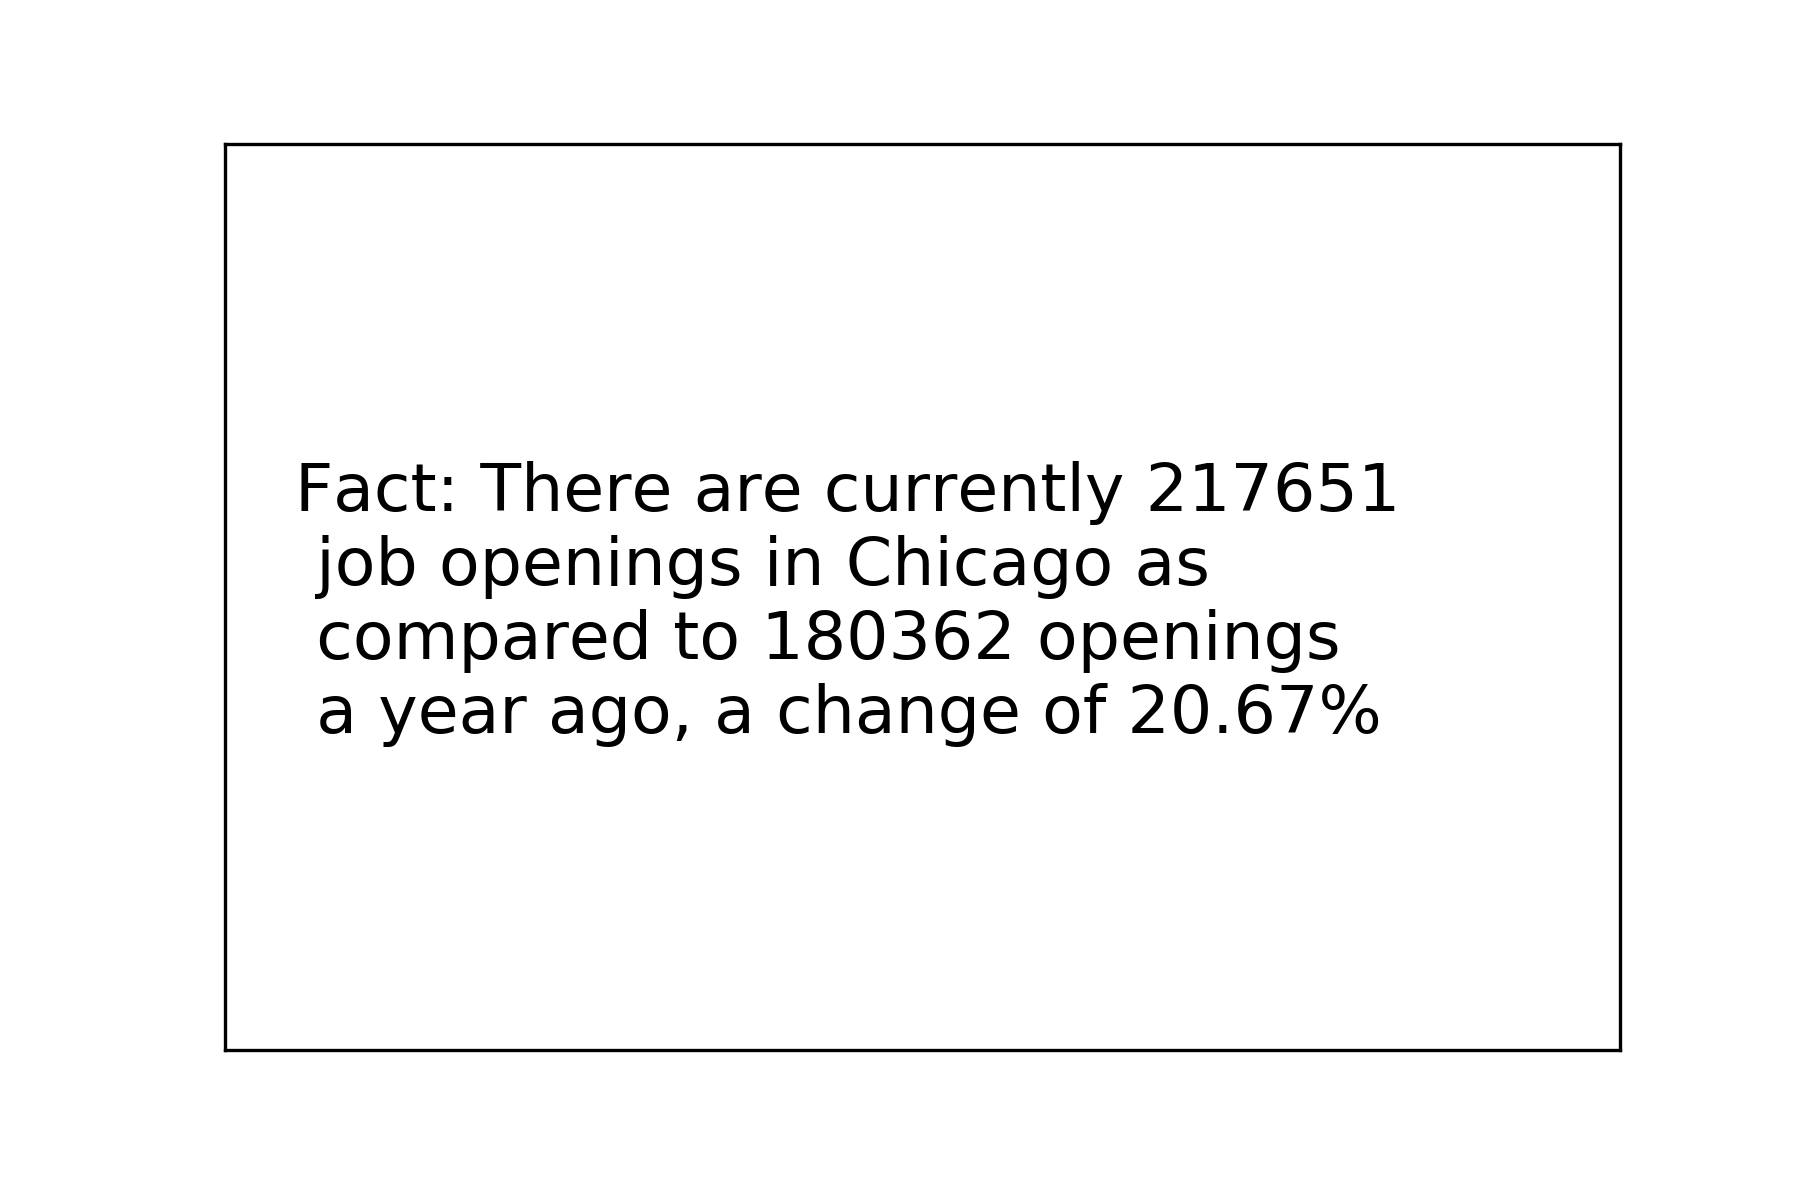 Fact: There are currently 217651
job openings in Chicago as
compared to 180362 openings
a year ago, a change of 20.67%